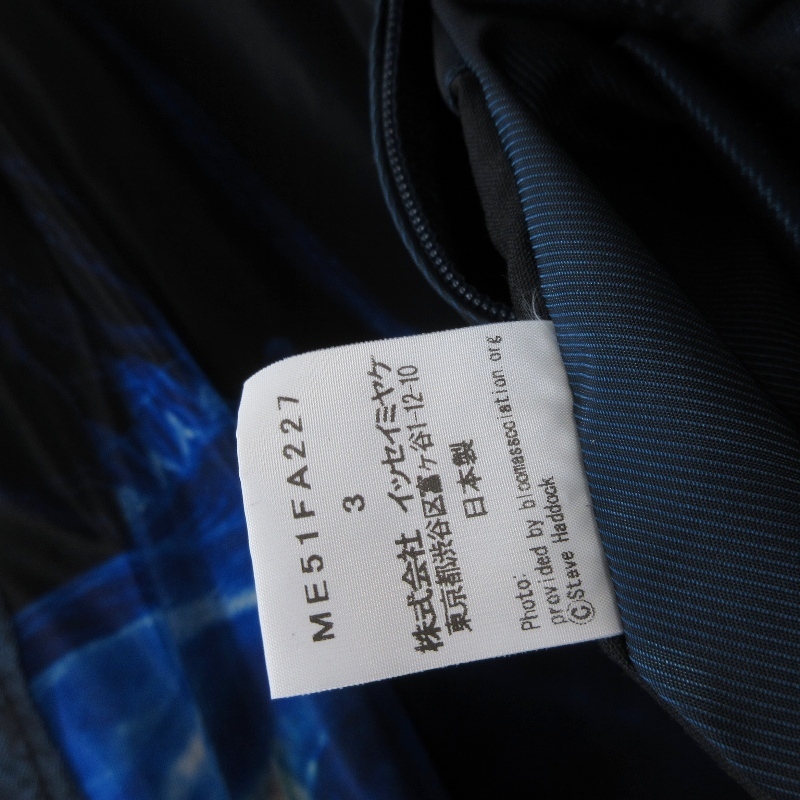 ME51FA227
3
株式会社 イッセイミヤケ
東京都渋谷区富ヶ谷1-12-10
日本製
Photo:
provided by bloomassociation.org
©Steve Haddock